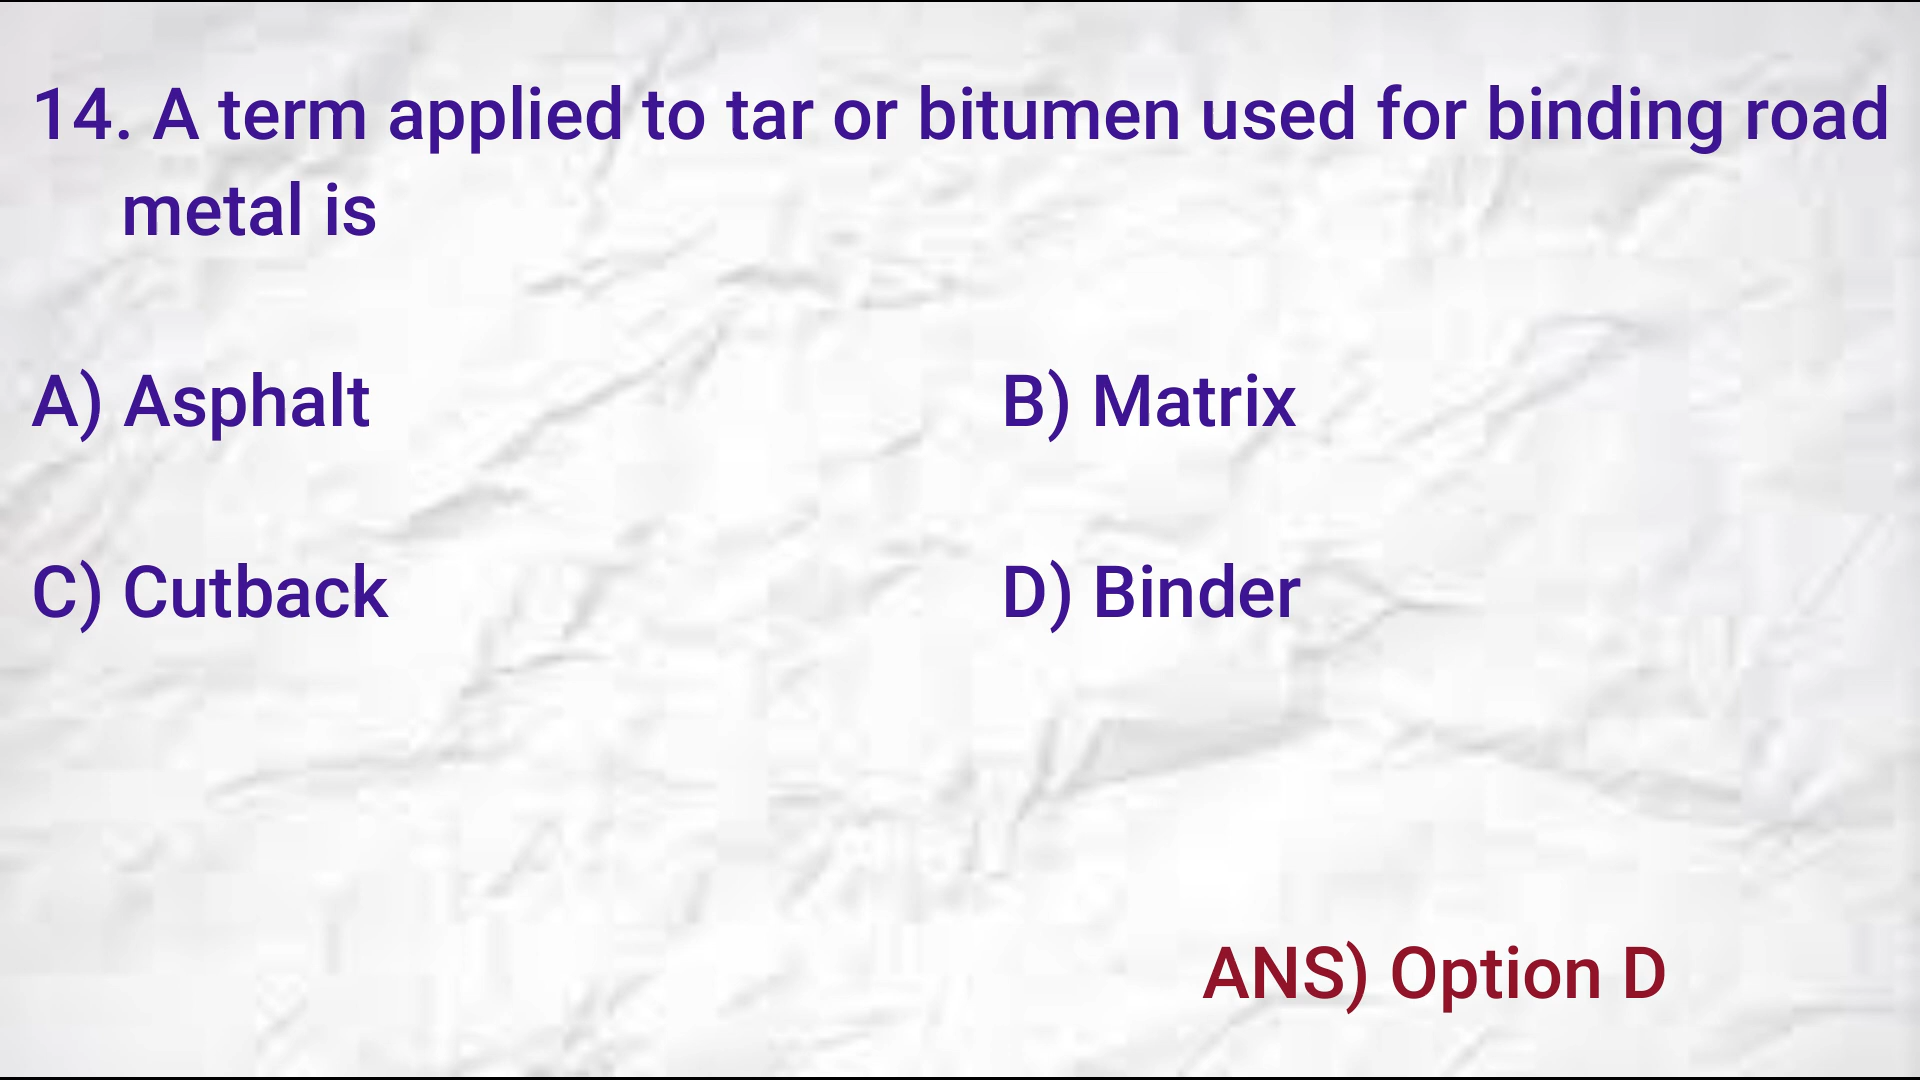 14. A term applied to tar or bitumen used for binding road
metal is
A) Asphalt B) Matrix
C) Cutback D) Binder
ANS) Option D